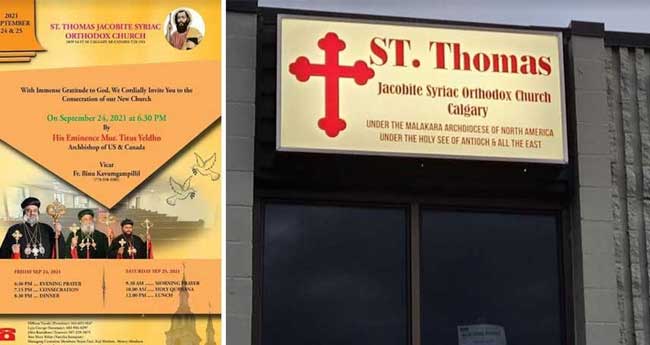 2021
SEPTEMBER
24 & 25
ST. THOMAS JACOBITE SYRIAC
ORTHODOX CHURCH
With Immense Gratitude to God, We Cordially Invite You to the
Consecration of our New Church
On September 24, 2021 at 6.30 PM
By
His Eminence Mor. Titus Yeldho
Archbishop of US & Canada
Vicar
Fr. Binu Kavumgampillil
FRIDAY SEP 24, 2021
6:30 PM .... EVENING PRAYER
7.15 PM ..... CONSECRATION
8:30 PM ..... DINNER
SATURDAY SEP 25, 2021
9.30 AM ....... MORNING PRAYER
10.00 AM ..... HOLY QURBANA
12.00 PM ..... LUNCH
ST. Thomas
Jacobite Syriac Orthodox Church
Calgary
UNDER THE MALAKARA ARCHDIOCESE OF NORTH AMERICA
UNDER THE HOLY SEE OF ANTIOCH & ALL THE EAST